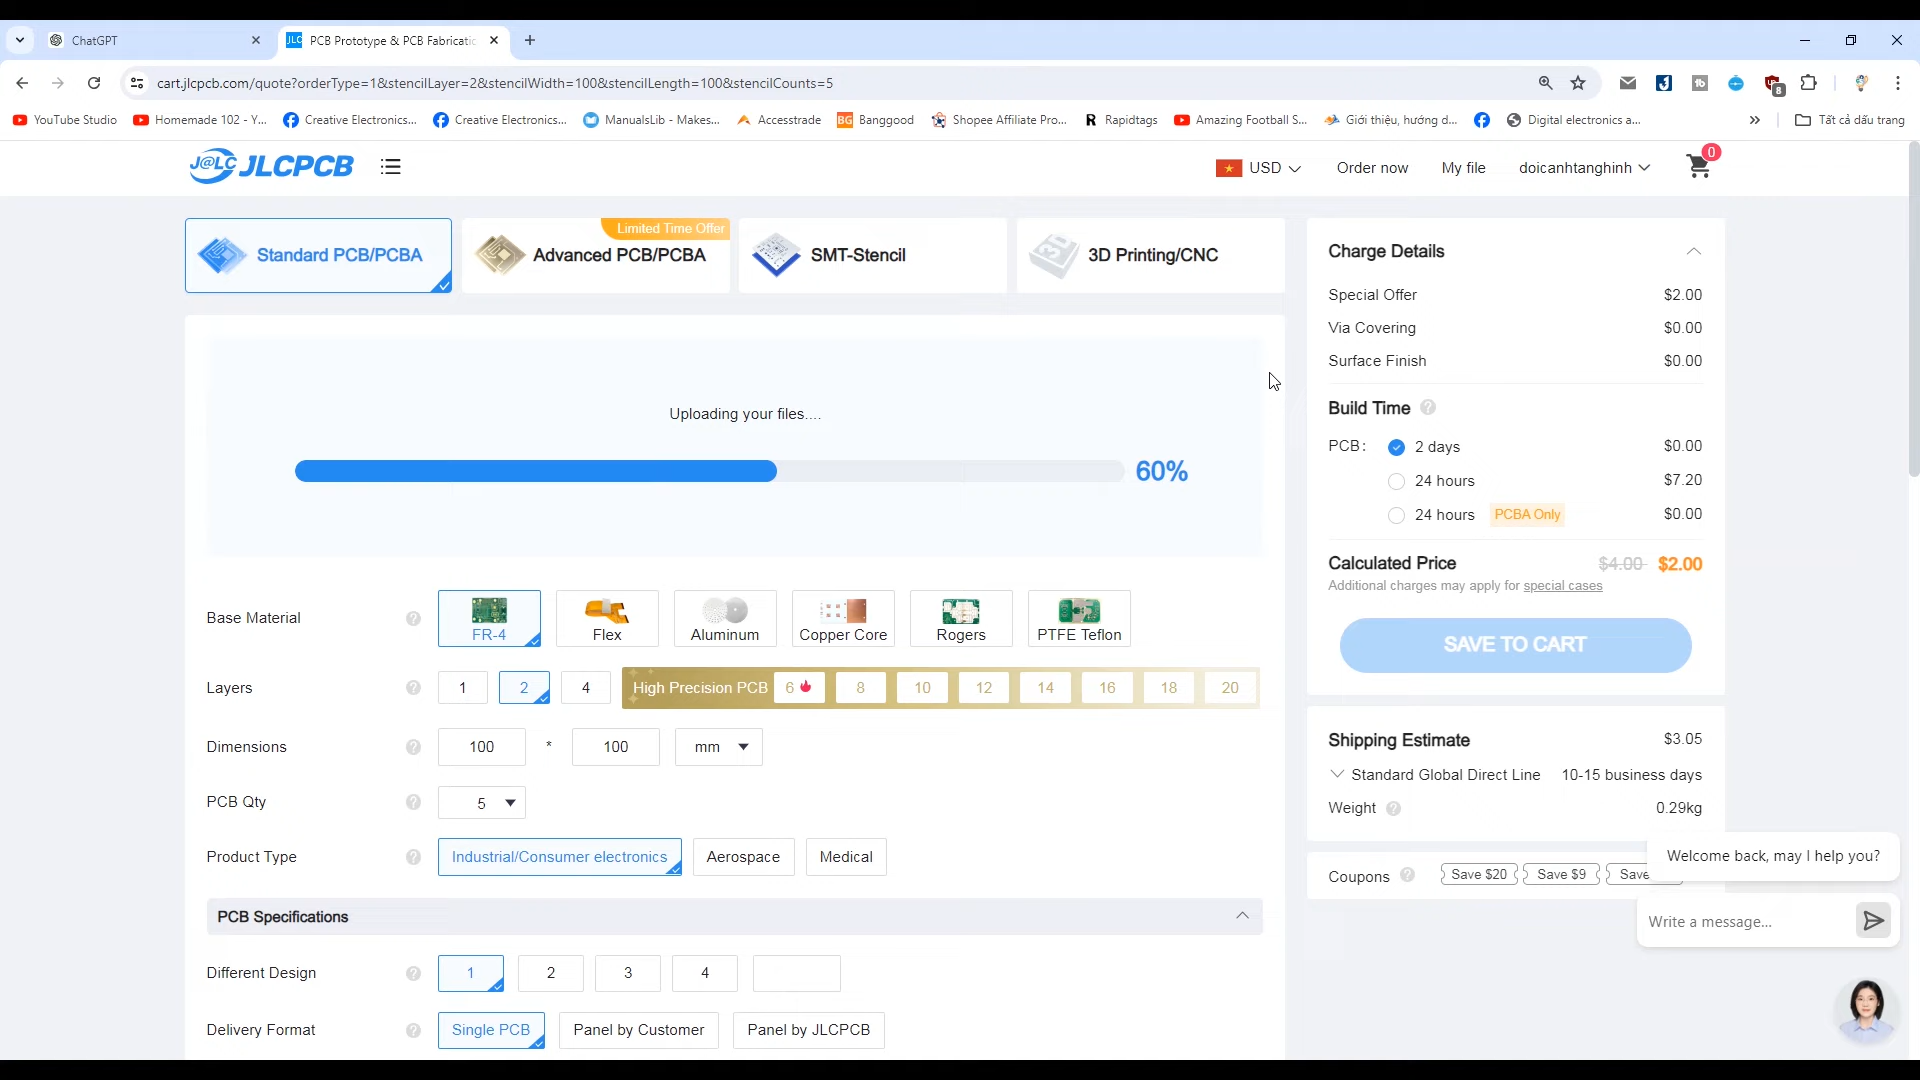 ChatGPT
PCB Prototype & PCB Fabricatic
cart.jlcpcb.com/quote?orderType=1&stencilLayer=2&stencilWidth=100&stencilLength=100&stencilCounts=5
8
YouTube Studio
Homemade 102 - Y...
Creative Electronics...
Creative Electronics...
ManualsLib - Makes...
Accesstrade
BG Banggood
Shopee Affiliate Pro...
R Rapidtags
Amazing Football S...
Giới thiệu, hướng d...
Digital electronics a...
Tất cả dấu trang
J@LC JLCPCB
USD
Order now
My file
doicanhtanghinh
0
Standard PCB/PCBA
Limited Time Offer
Advanced PCB/PCBA
SMT-Stencil
3D Printing/CNC
Uploading your files....
60%
Base Material
FR-4
Flex
Aluminum
Copper Core
Rogers
PTFE Teflon
Layers
1
2
4
High Precision PCB
6
8
10
12
14
16
18
20
Dimensions
100
*
100
mm
PCB Qty
5
Product Type
Industrial/Consumer electronics
Aerospace
Medical
PCB Specifications
Different Design
1
2
3
4
Delivery Format
Single PCB
Panel by Customer
Panel by JLCPCB
Charge Details
Special Offer $2.00
Via Covering $0.00
Surface Finish $0.00
Build Time
PCB: 2 days $0.00
24 hours $7.20
24 hours PCBA Only $0.00
Calculated Price $4.00 $2.00
Additional charges may apply for special cases
SAVE TO CART
Shipping Estimate $3.05
Standard Global Direct Line 10-15 business days
Weight 0.29kg
Coupons
Save $20
Save $9
Save
Welcome back, may I help you?
Write a message...